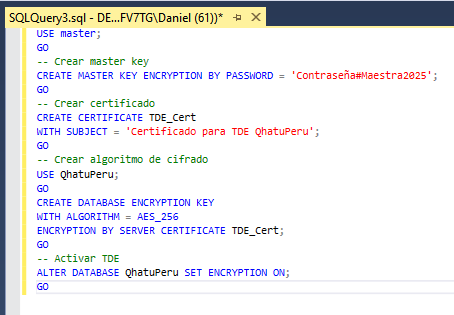 SQLQuery3.sql - DE...FV7TG\Daniel (61))*
USE master;
GO
-- Crear master key
CREATE MASTER KEY ENCRYPTION BY PASSWORD = 'Contraseña#Maestra2025';
GO
-- Crear certificado
CREATE CERTIFICATE TDE_Cert
WITH SUBJECT = 'Certificado para TDE QhatuPeru';
GO
-- Crear algoritmo de cifrado
USE QhatuPeru;
GO
CREATE DATABASE ENCRYPTION KEY
WITH ALGORITHM = AES_256
ENCRYPTION BY SERVER CERTIFICATE TDE_Cert;
GO
-- Activar TDE
ALTER DATABASE QhatuPeru SET ENCRYPTION ON;
GO